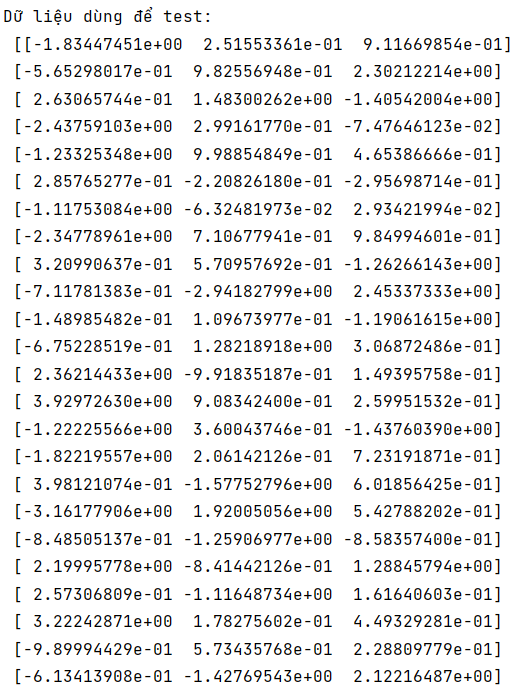 Dữ liệu dùng để test:
[[-1.83447451e+00  2.51553361e-01  9.11669854e-01]
[-5.65298017e-01  9.82556948e-01  2.30212214e+00]
[ 2.63065744e-01  1.48300262e+00 -1.40542004e+00]
[-2.43759103e+00  2.99161770e-01 -7.47646123e-02]
[-1.23325348e+00  9.98854849e-01  4.65386666e-01]
[ 2.85765277e-01 -2.20826180e-01 -2.95698714e-01]
[-1.11753084e+00 -6.32481973e-02  2.93421994e-02]
[-2.34778961e+00  7.10677941e-01  9.84994601e-01]
[ 3.20990637e-01  5.70957692e-01 -1.26266143e+00]
[-7.11781383e-01 -2.94182799e+00  2.45337333e+00]
[-1.48985482e+00  1.09673977e-01 -1.19061615e+00]
[-6.75228519e-01  1.28218918e+00  3.06872486e-01]
[ 2.36214433e+00 -9.91835187e-01  1.49395758e-01]
[ 3.92972630e+00  9.08342400e-01  2.59951532e-01]
[-1.22225566e+00  3.60043746e-01 -1.43760390e+00]
[-1.82219557e+00  2.06142126e-01  7.23191871e-01]
[ 3.98121074e-01 -1.57752796e+00  6.01856425e-01]
[-3.16177906e+00  1.92005056e+00  5.42788202e-01]
[-8.48505137e-01 -1.25906977e+00 -8.58357400e-01]
[ 2.19995778e+00 -8.41442126e-01  1.28845794e+00]
[ 2.57306809e-01 -1.11648734e+00  1.61640603e-01]
[ 3.22242871e+00  1.78275602e-01  4.49329281e-01]
[-9.89994429e-01  5.73435768e-01  2.28809779e-01]
[-6.13413908e-01 -1.42769543e+00  2.12216487e+00]